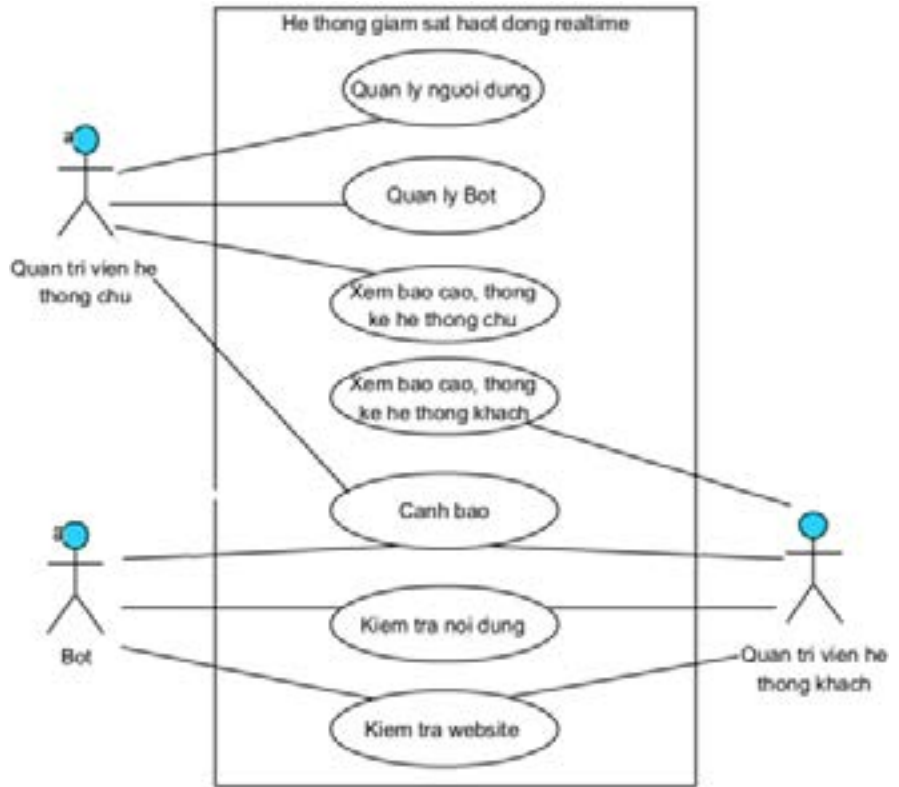 He thong giam sat haot dong realtime
Quan ly nguoi dung
a
Quan ly Bot
Quan tri vien he
thong chu
Xem bao cao, thong
ke he thong chu
Xem bao cao, thong
ke he thong khach
Canh bao
a
Bot
Kiem tra noi dung
Quan tri vien he
thong khach
Kiem tra website